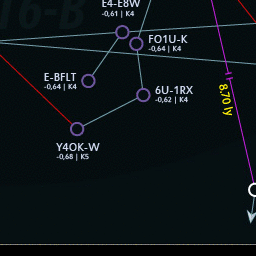 E4-E8W
-0,61 | K4
FO1U-K
-0,64 | K4
E-BFLT
-0,64 | K4
6U-1RX
-0,62 | K4
8.70 ly
Y4OK-W
-0,68 | K5